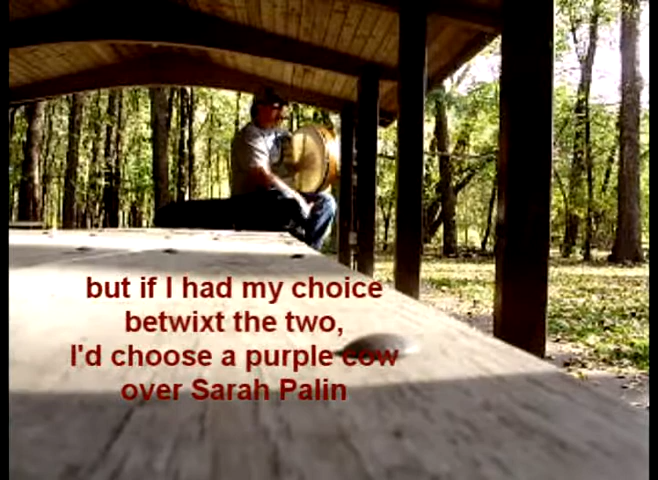 but if I had my choice
betwixt the two,
I'd choose a purple cow
over Sarah Palin